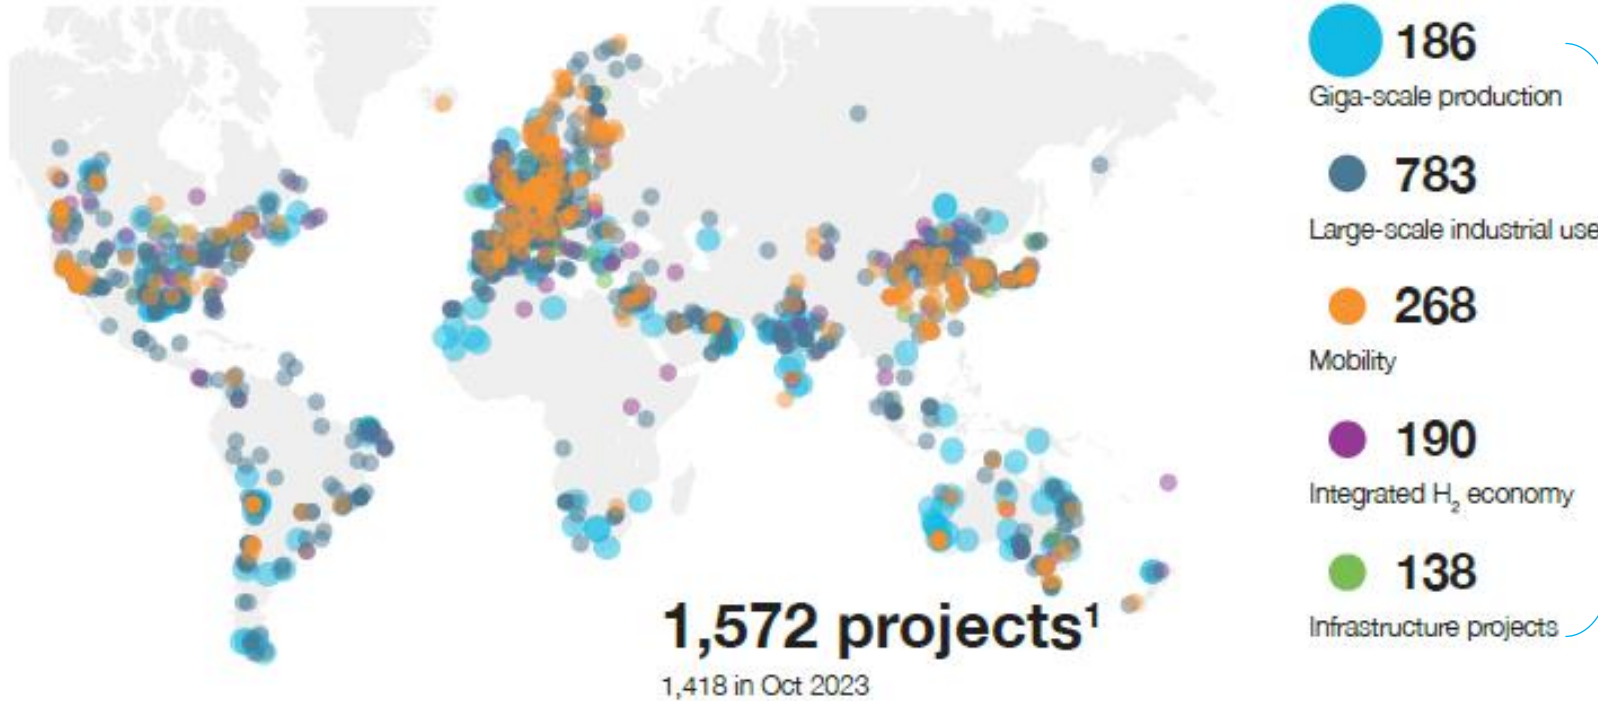 186
Giga-scale production
783
Large-scale industrial use
268
Mobility
190
Integrated H₂ economy
138
Infrastructure projects
1,572 projects¹
1,418 in Oct 2023